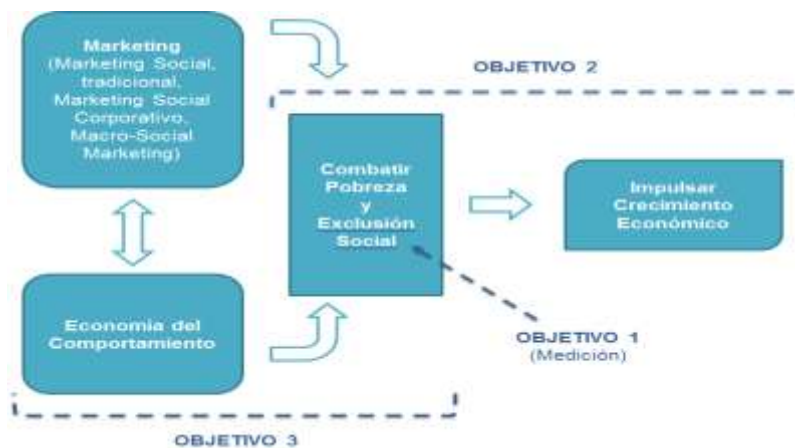 Marketing
(Marketing Social,
tradicional,
Marketing Social
Corporativo,
Macro-Social
Marketing)
OBJETIVO 2
Combatir
Pobreza
y
Exclusión
Social
Impulsar
Crecimiento
Económico
Economia del
Comportamiento
OBJETIVO 1
(Medición)
OBJETIVO 3